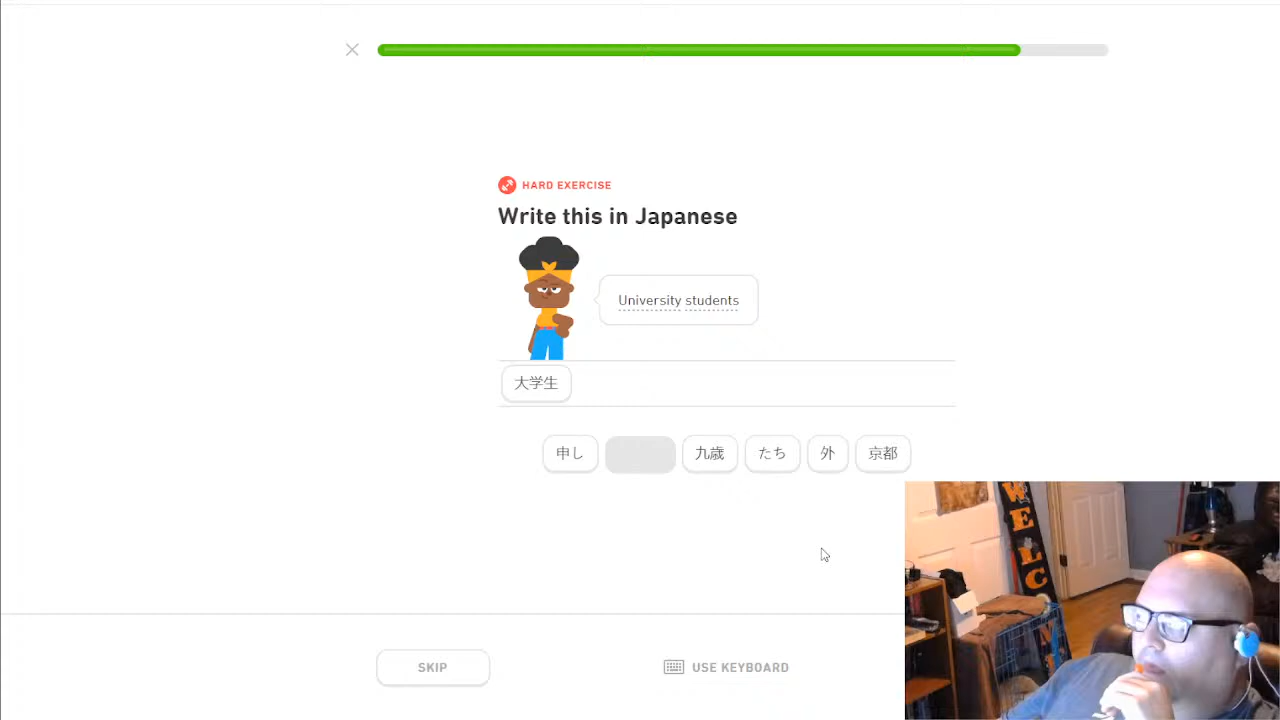 HARD EXERCISE
Write this in Japanese
University students
大学生
申し 九歳 たち 外 京都
SKIP
USE KEYBOARD
WELC